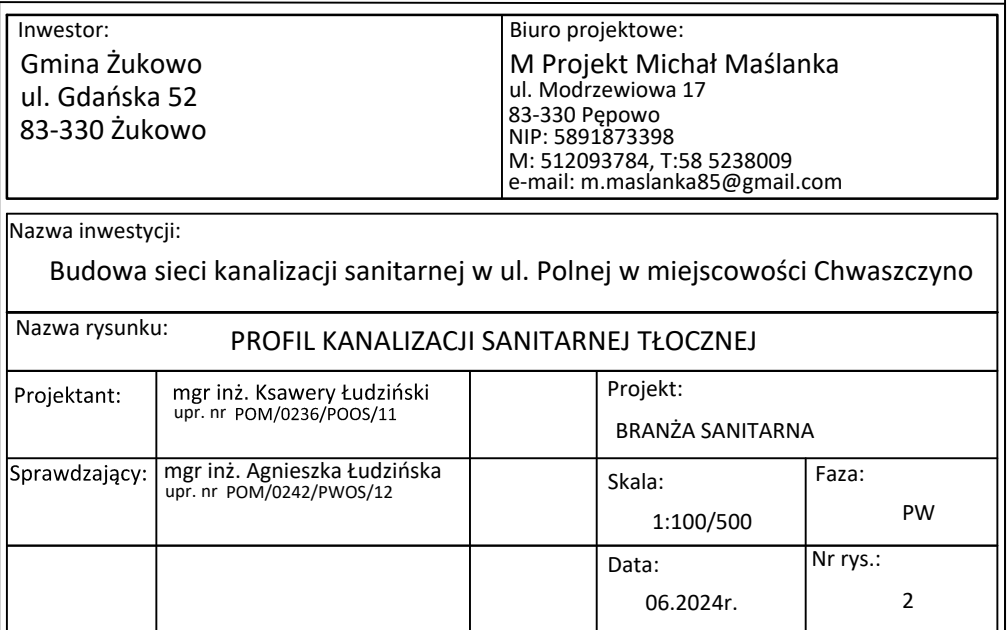 Inwestor:
Gmina Żukowo
ul. Gdańska 52
83-330 Żukowo
Biuro projektowe:
M Projekt Michał Maślanka
ul. Modrzewiowa 17
83-330 Pępowo
NIP: 5891873398
M: 512093784, T:58 5238009
e-mail: m.maslanka85@gmail.com
Nazwa inwestycji:
Budowa sieci kanalizacji sanitarnej w ul. Polnej w miejscowości Chwaszczyno
Nazwa rysunku:
PROFIL KANALIZACJI SANITARNEJ TŁOCZNEJ
Projektant:
mgr inż. Ksawery Łudziński
upr. nr POM/0236/POOS/11
Projekt:
BRANŻA SANITARNA
Sprawdzający:
mgr inż. Agnieszka Łudzińska
upr. nr POM/0242/PWOS/12
Skala:
1:100/500
Faza:
PW
Data:
06.2024r.
Nr rys.:
2